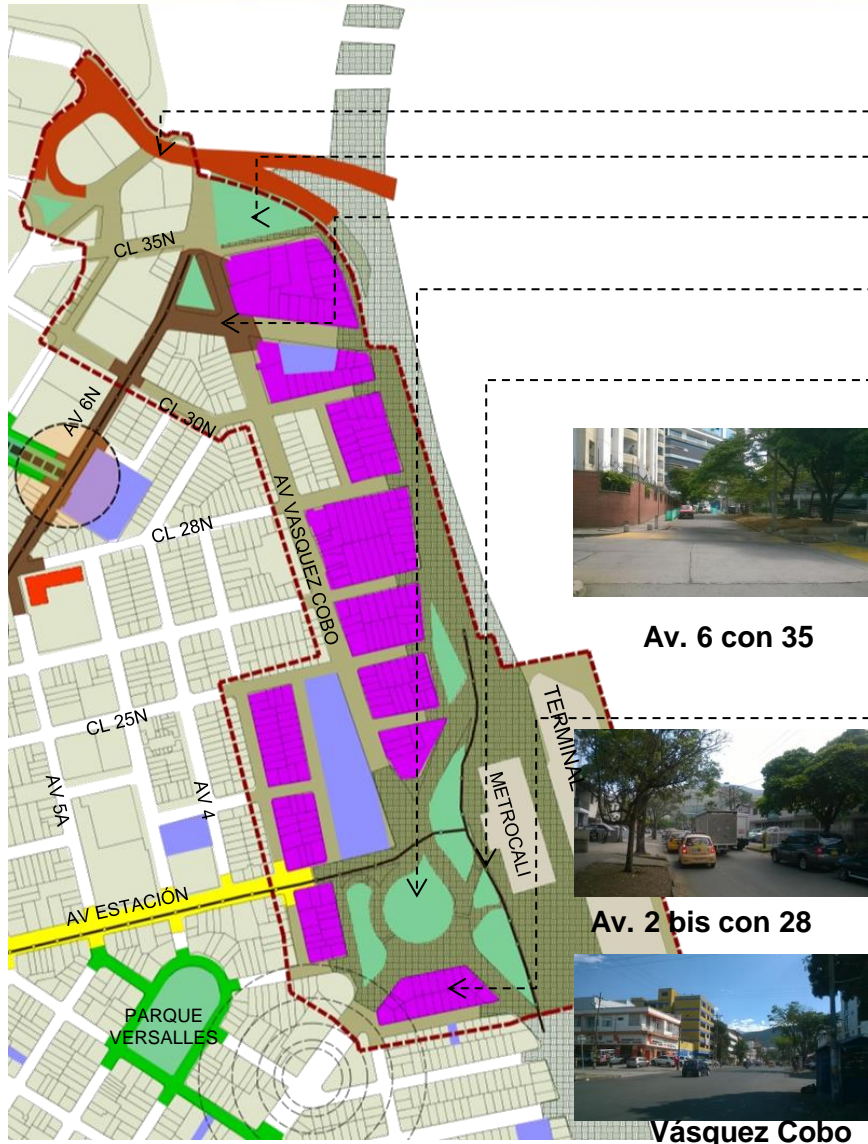 CL 35N
AV 6N
CL 30N
CL 28N
AV VASQUEZ COBO
CL 25N
AV 5A
AV 4
TERMINAL
METROCALI
AV ESTACIÓN
PARQUE
VERSALLES
Av. 6 con 35
Av. 2 bis con 28
Vásquez Cobo